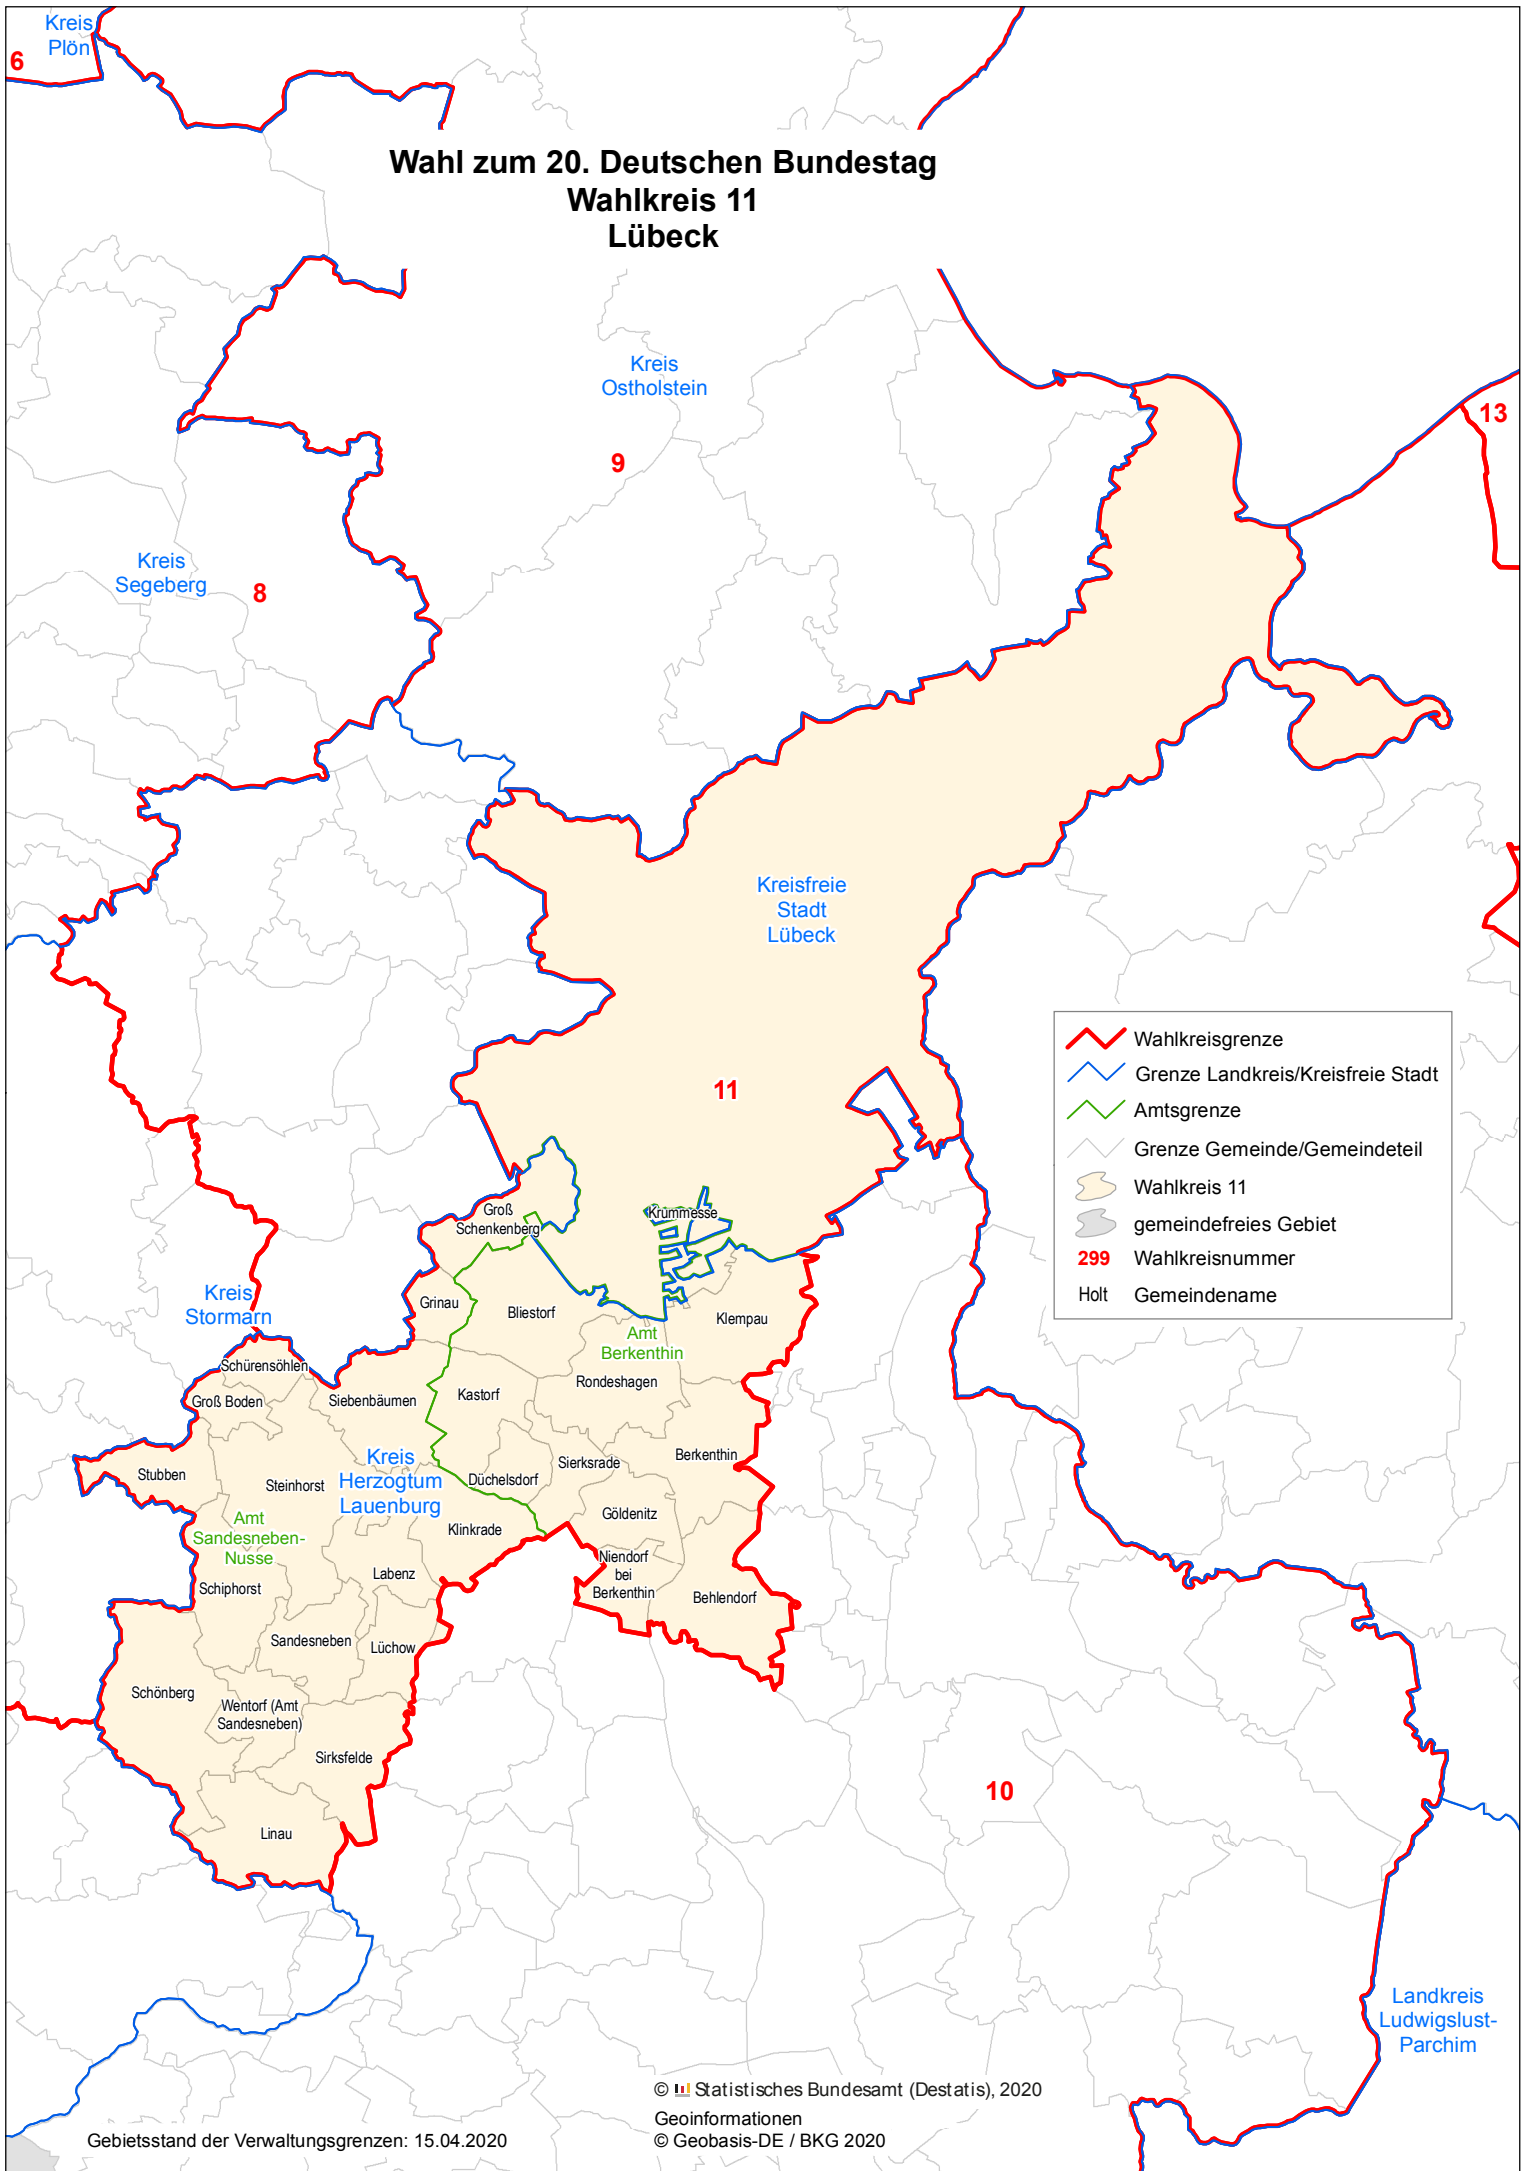 Kreis
Plön
6
Wahl zum 20. Deutschen Bundestag
Wahlkreis 11
Lübeck
Kreis
Ostholstein
9
13
Kreis
Segeberg
8
Kreisfreie
Stadt
Lübeck
11
Wahlkreisgrenze
Grenze Landkreis/Kreisfreie Stadt
Amtsgrenze
Grenze Gemeinde/Gemeindeteil
Wahlkreis 11
gemeindefreies Gebiet
299 Wahlkreisnummer
Holt Gemeindename
Groß
Schenkenberg
Krummesse
Kreis
Stormarn
Grinau
Bliestorf
Klempau
Amt
Berkenthin
Schürensöhlen
Groß Boden
Siebenbäumen
Kastorf
Rondeshagen
Stubben
Steinhorst
Kreis
Herzogtum
Lauenburg
Düchelsdorf
Sierksrade
Berkenthin
Amt
Sandesneben-
Nusse
Klinkrade
Göldenitz
Schiphorst
Labenz
Niendorf
bei
Berkenthin
Behlendorf
Sandesneben
Lüchow
Schönberg
Wentorf (Amt
Sandesneben)
Sirksfelde
Linau
10
Landkreis
Ludwigslust-
Parchim
© Statistisches Bundesamt (Destatis), 2020
Geoinformationen
© Geobasis-DE / BKG 2020
Gebietsstand der Verwaltungsgrenzen: 15.04.2020